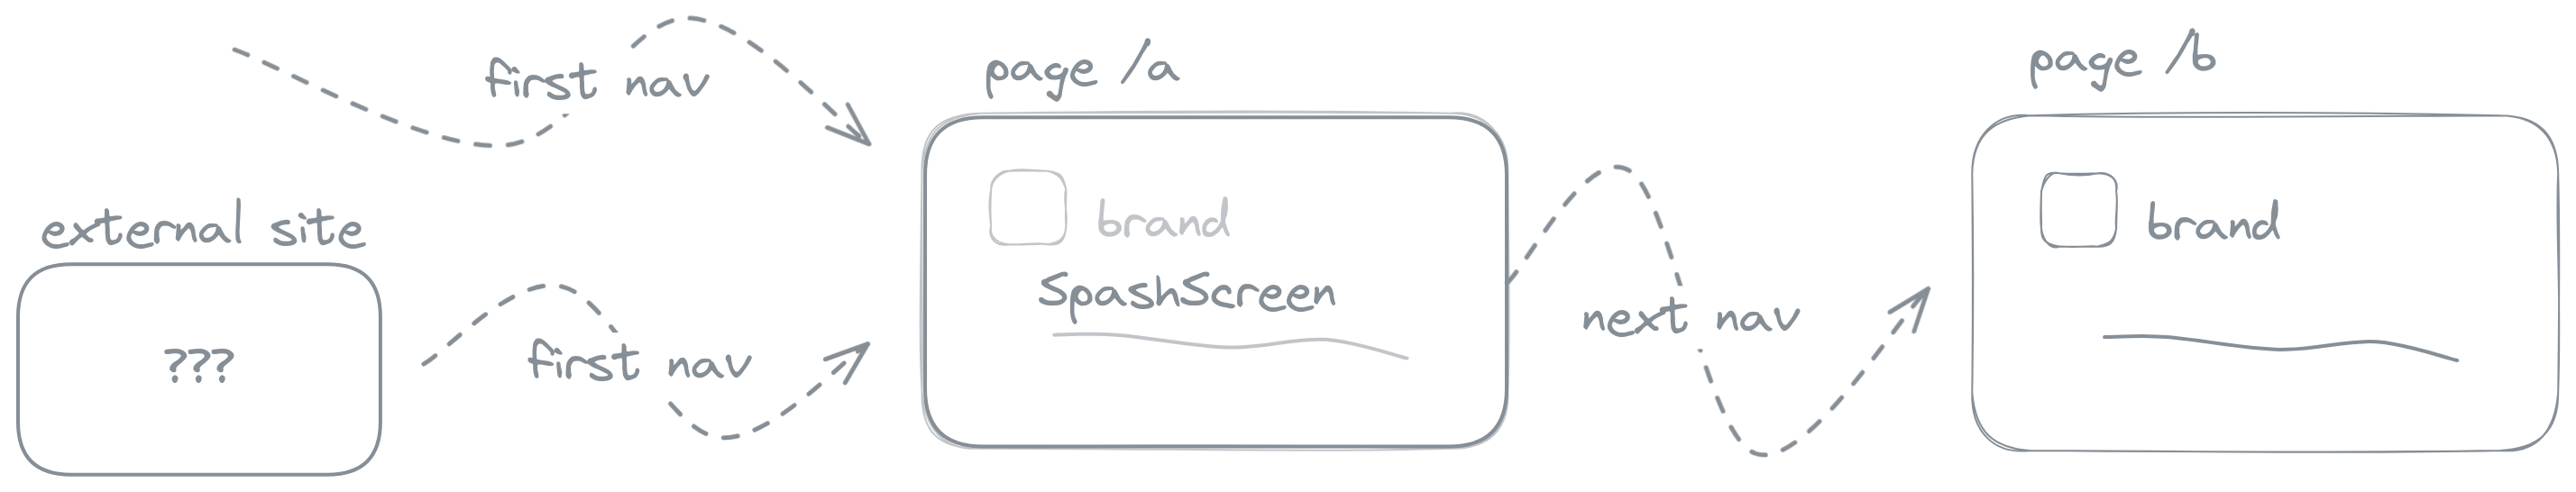 first nav
page /a
page /b
external site
brand
brand
SpashScreen
next nav
first nav
???